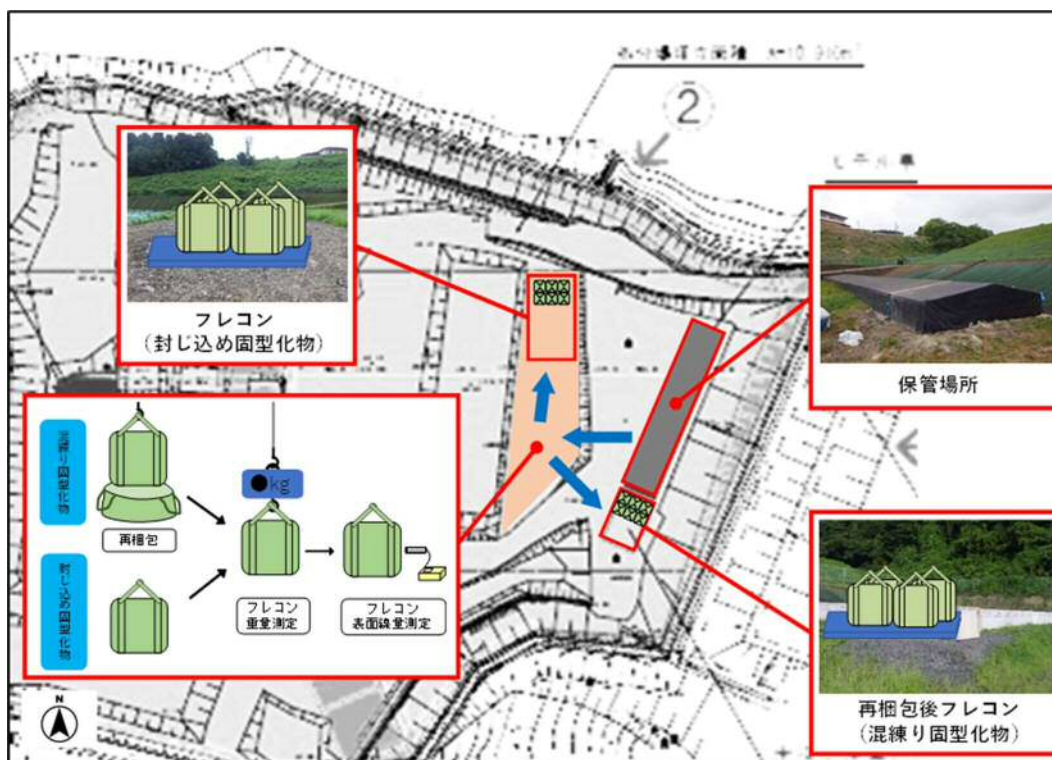 ②
フレコン
(封じ込め固型化物)
保管場所
混練り固型化物
再梱包
kg
封じ込め固型化物
フレコン
重量測定
フレコン
表面線量測定
再梱包後フレコン
(混練り固型化物)
N